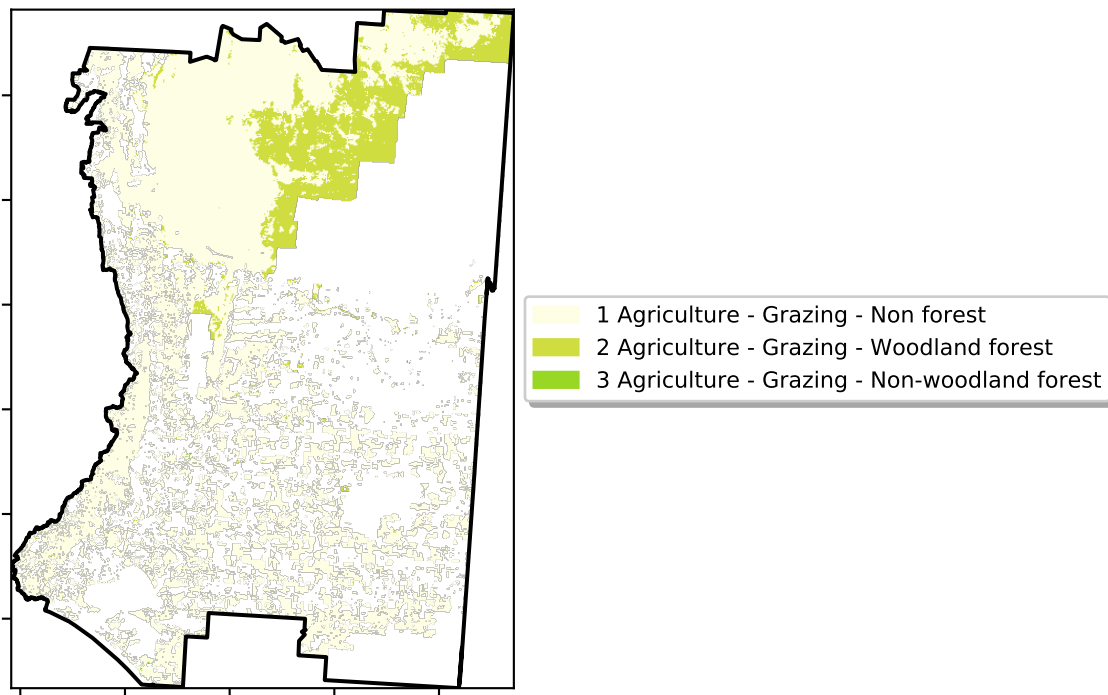 1 Agriculture - Grazing - Non forest
2 Agriculture - Grazing - Woodland forest
3 Agriculture - Grazing - Non-woodland forest